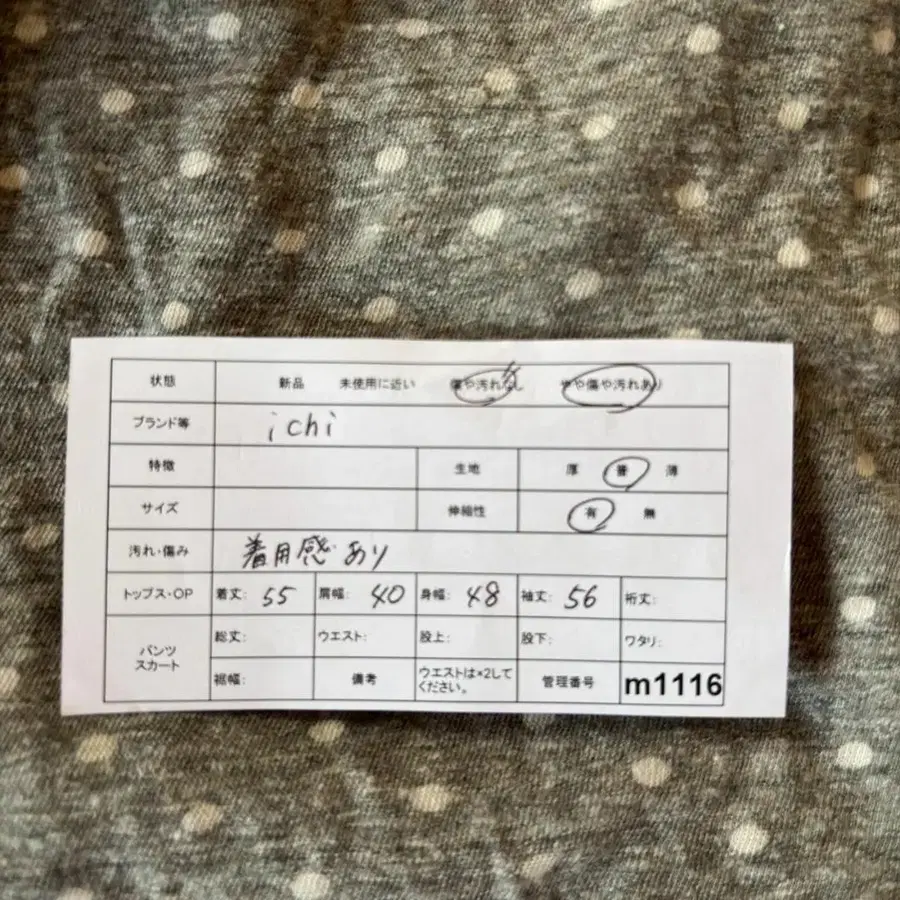 状態 新品 未使用に近い 傷や汚れなし やや傷や汚れあり
ブランド等 ichi
特徴 生地 厚 普 薄
サイズ 伸縮性 有 無
汚れ・傷み 着用感あり
トップス・OP 着丈: 55 肩幅: 40 身幅: 48 袖丈: 56 裄丈:
パンツ スカート 総丈: ウエスト: 股上: 股下: ワタリ:
裾幅: 備考 ウエストは×2して ください。 管理番号 m1116